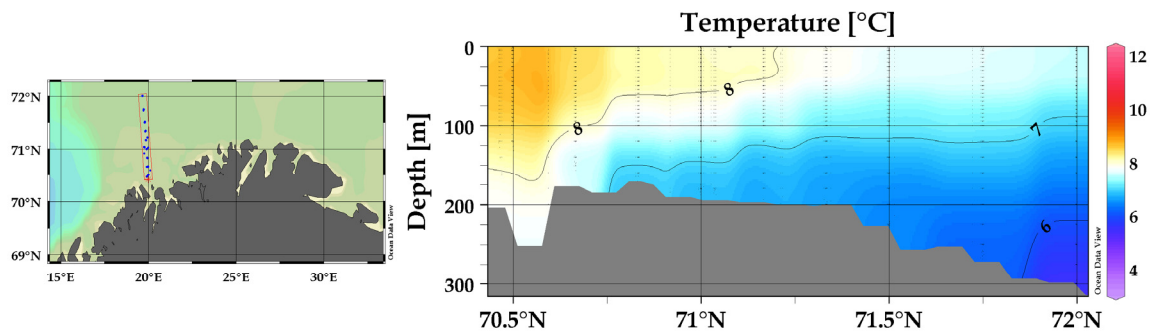 72°N
71°N
70°N
69°N
15°E
20°E
25°E
30°E
Ocean Data View
Temperature [°C]
Depth [m]
0
100
200
300
8
8
7
6
70.5°N
71°N
71.5°N
72°N
Ocean Data View
12
10
8
6
4